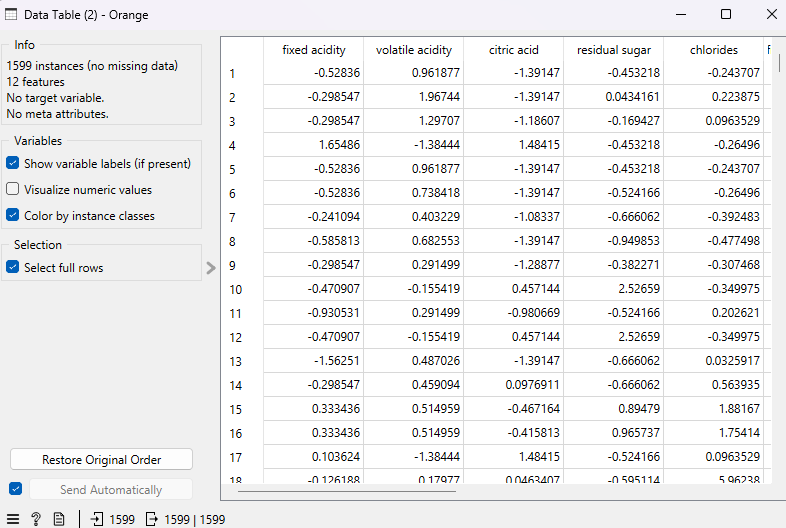 Data Table (2) - Orange
Info
1599 instances (no missing data)
12 features
No target variable.
No meta attributes.
Variables
Show variable labels (if present)
Visualize numeric values
Color by instance classes
Selection
Select full rows
Restore Original Order
Send Automatically
fixed acidity volatile acidity citric acid residual sugar chlorides f
1 -0.52836 0.961877 -1.39147 -0.453218 -0.243707
2 -0.298547 1.96744 -1.39147 0.0434161 0.223875
3 -0.298547 1.29707 -1.18607 -0.169427 0.0963529
4 1.65486 -1.38444 1.48415 -0.453218 -0.26496
5 -0.52836 0.961877 -1.39147 -0.453218 -0.243707
6 -0.52836 0.738418 -1.39147 -0.524166 -0.26496
7 -0.241094 0.403229 -1.08337 -0.666062 -0.392483
8 -0.585813 0.682553 -1.39147 -0.949853 -0.477498
9 -0.298547 0.291499 -1.28877 -0.382271 -0.307468
10 -0.470907 -0.155419 0.457144 2.52659 -0.349975
11 -0.930531 0.291499 -0.980669 -0.524166 0.202621
12 -0.470907 -0.155419 0.457144 2.52659 -0.349975
13 -1.56251 0.487026 -1.39147 -0.666062 0.0325917
14 -0.298547 0.459094 0.0976911 -0.666062 0.563935
15 0.333436 0.514959 -0.467164 0.89479 1.88167
16 0.333436 0.514959 -0.415813 0.965737 1.75414
17 0.103624 -1.38444 1.48415 -0.524166 0.0963529
18 -0.126188 0.17977 0.0463407 -0.595114 5.96238
1599 1599 | 1599